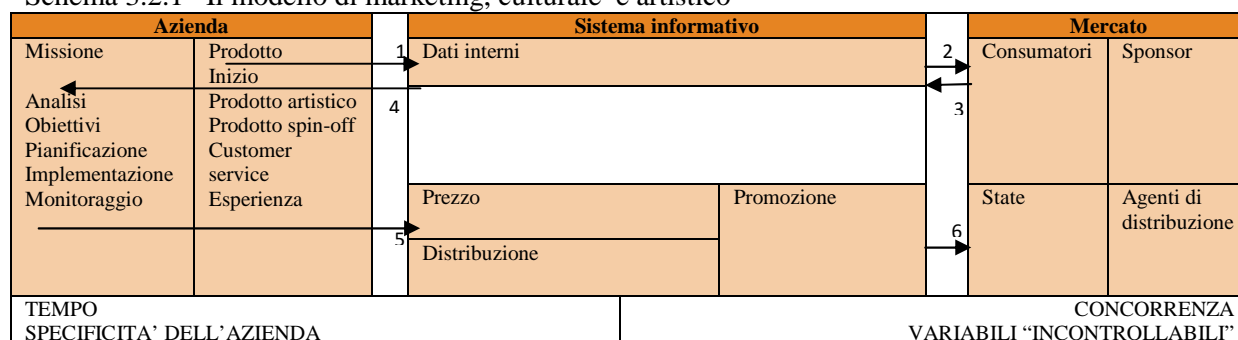 Schema 3.2.1 Il modello di marketing, culturale e artistico
Azienda
Sistema informativo
Mercato
Missione
Analisi
Obiettivi
Pianificazione
Implementazione
Monitoraggio
Prodotto
Inizio
Prodotto artistico
Prodotto spin-off
Customer
service
Esperienza
1
4
5
Dati interni
Prezzo
Distribuzione
Promozione
2
3
6
Consumatori
Sponsor
State
Agenti di
distribuzione
TEMPO
SPECIFICITA' DELL'AZIENDA
CONCORRENZA
VARIABILI “INCONTROLLABILI”